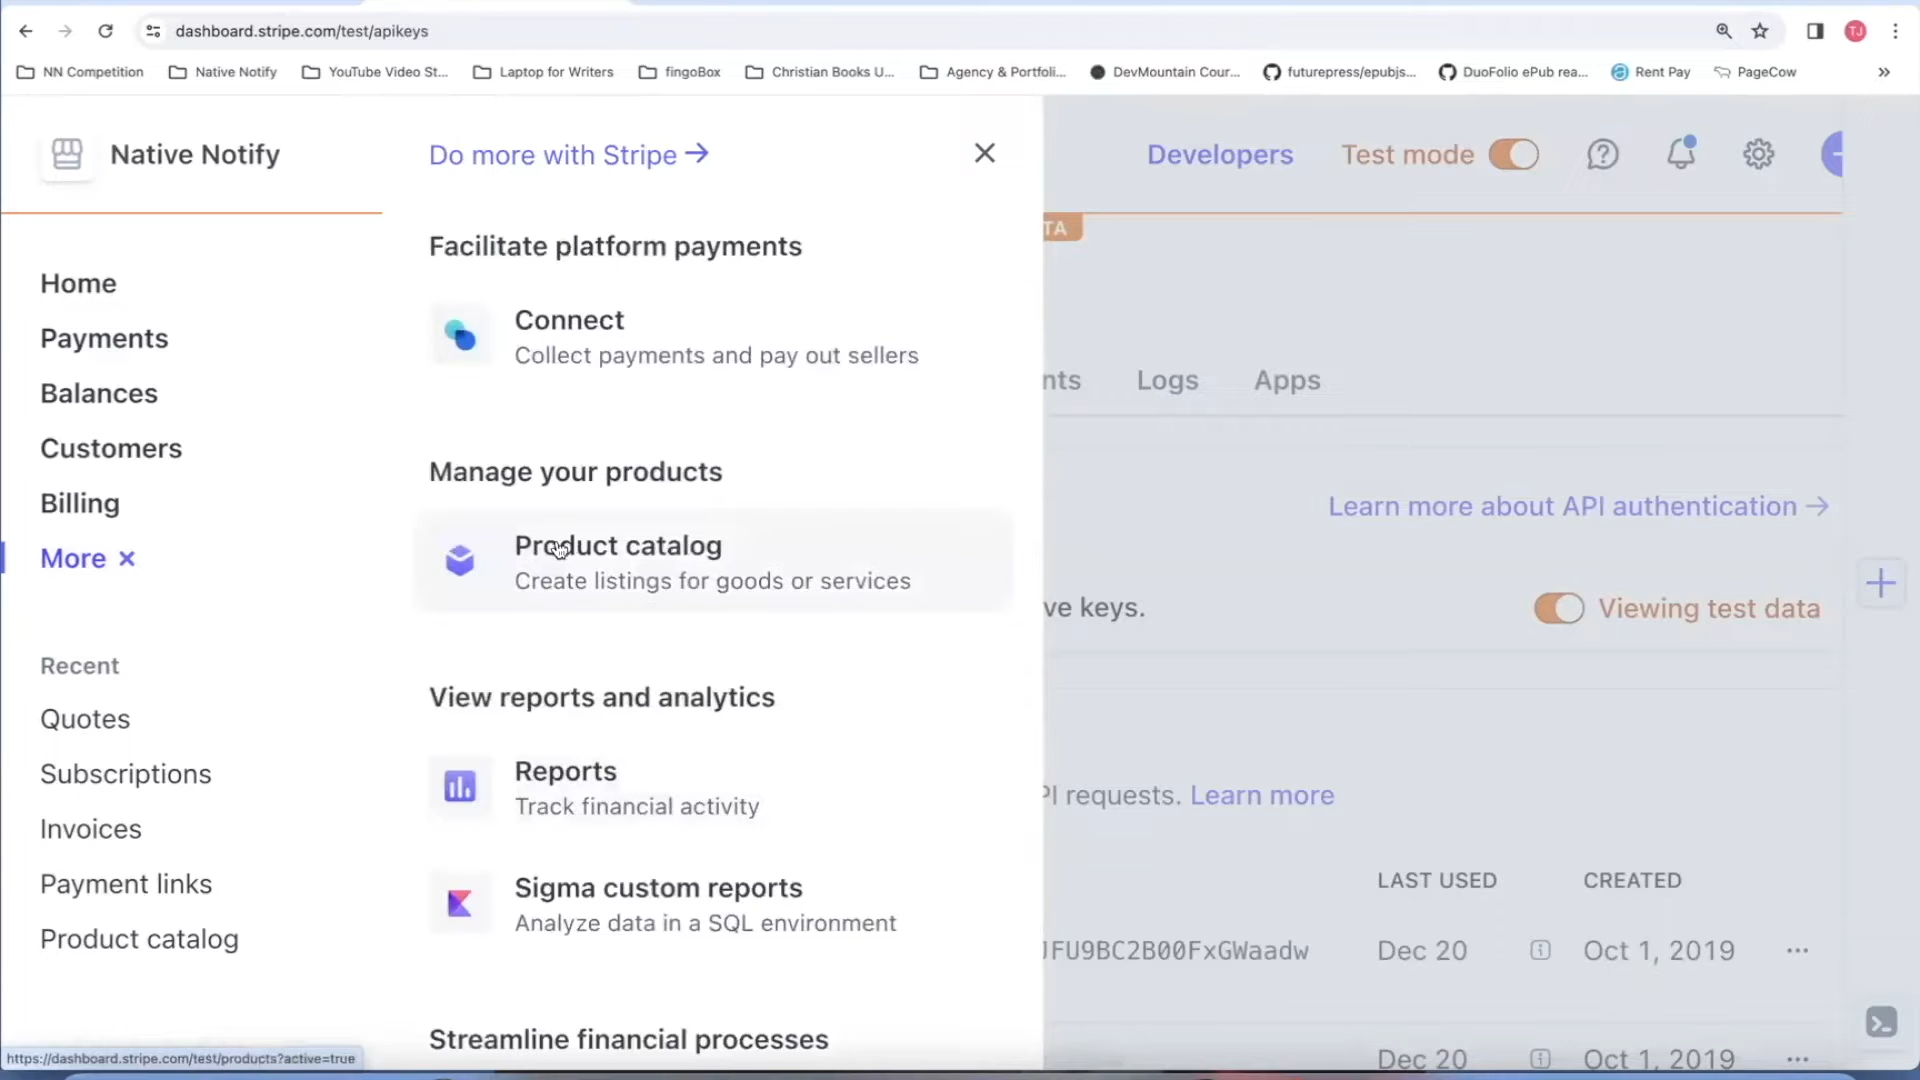 dashboard.stripe.com/test/apikeys
TJ
NN Competition
Native Notify
YouTube Video St...
Laptop for Writers
fingoBox
Christian Books U...
Agency & Portfoli...
DevMountain Cour...
futurepress/epubjs...
DuoFolio ePub rea...
Rent Pay
PageCow
»
Native Notify
Do more with Stripe →
Developers
Test mode
TA
Facilitate platform payments
Home
Connect
Collect payments and pay out sellers
Payments
nts
Logs
Apps
Balances
Customers
Manage your products
Billing
Learn more about API authentication →
Product catalog
Create listings for goods or services
More ×
ve keys.
Viewing test data
Recent
View reports and analytics
Quotes
Reports
Track financial activity
Subscriptions
PI requests. Learn more
Invoices
Sigma custom reports
Analyze data in a SQL environment
Payment links
LAST USED
CREATED
Product catalog
JFU9BC2B00FxGWaadw
Dec 20
Oct 1, 2019
Streamline financial processes
Dec 20
Oct 1, 2019
https://dashboard.stripe.com/test/products?active=true